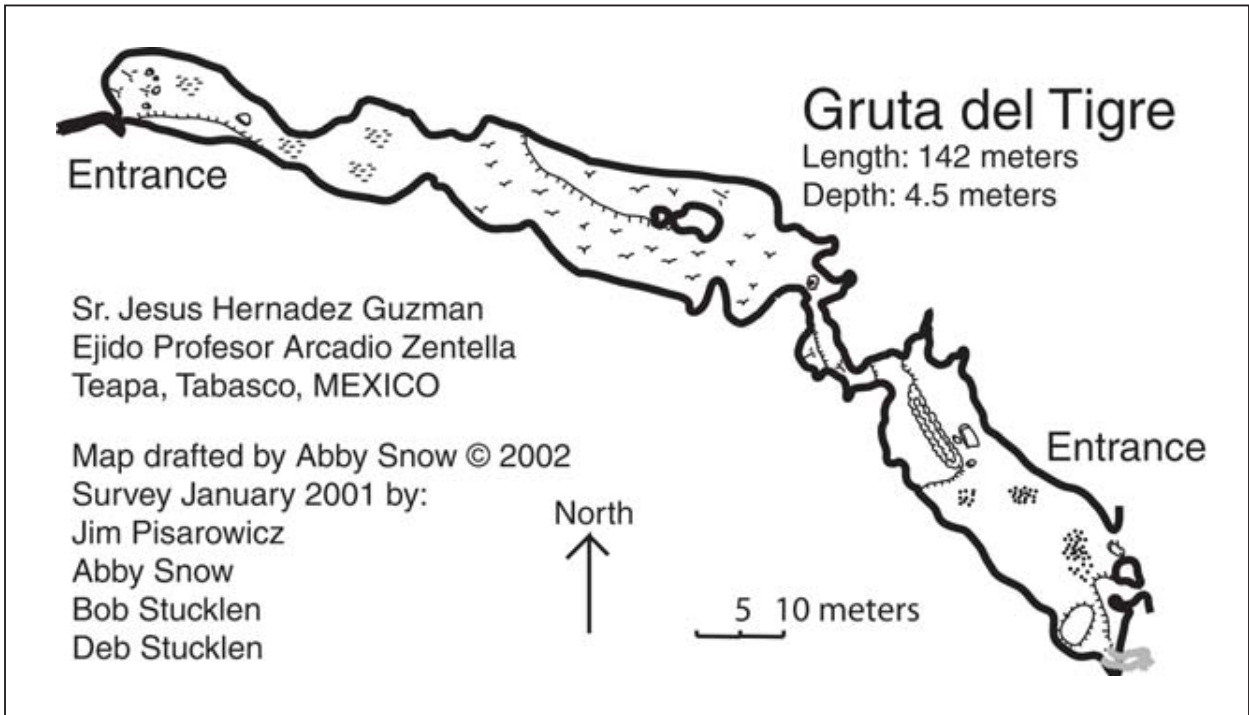 Gruta del Tigre
Length: 142 meters
Depth: 4.5 meters
Entrance
Sr. Jesus Hernadez Guzman
Ejido Profesor Arcadio Zentella
Teapa, Tabasco, MEXICO
Map drafted by Abby Snow © 2002
Survey January 2001 by:
Jim Pisarowicz
Abby Snow
Bob Stucklen
Deb Stucklen
North
5 10 meters
Entrance